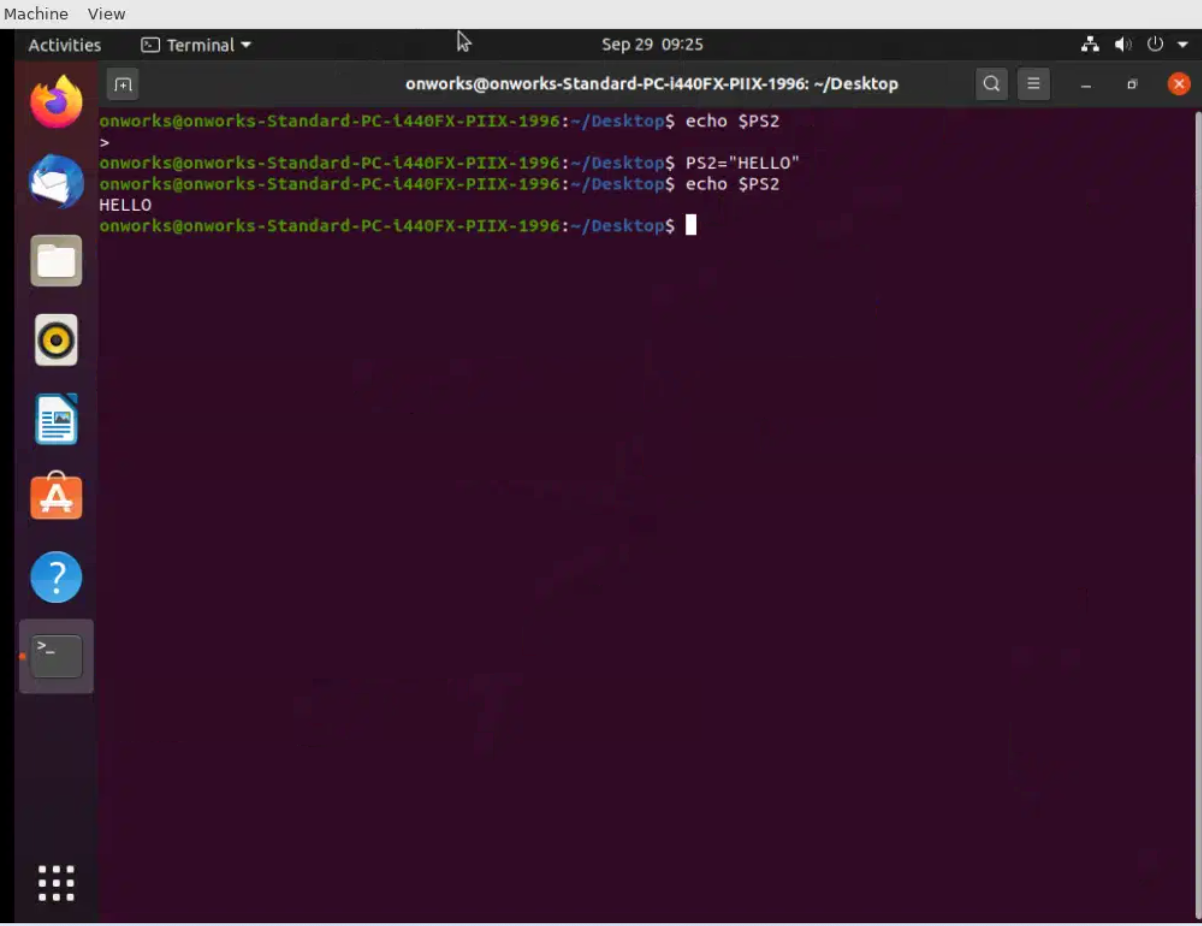 Machine View
Activities Terminal Sep 29 09:25
onworks@onworks-Standard-PC-i440FX-PIIX-1996: ~/Desktop
onworks@onworks-Standard-PC-i440FX-PIIX-1996:~/Desktop$ echo $PS2
>
onworks@onworks-Standard-PC-i440FX-PIIX-1996:~/Desktop$ PS2="HELLO"
onworks@onworks-Standard-PC-i440FX-PIIX-1996:~/Desktop$ echo $PS2
HELLO
onworks@onworks-Standard-PC-i440FX-PIIX-1996:~/Desktop$